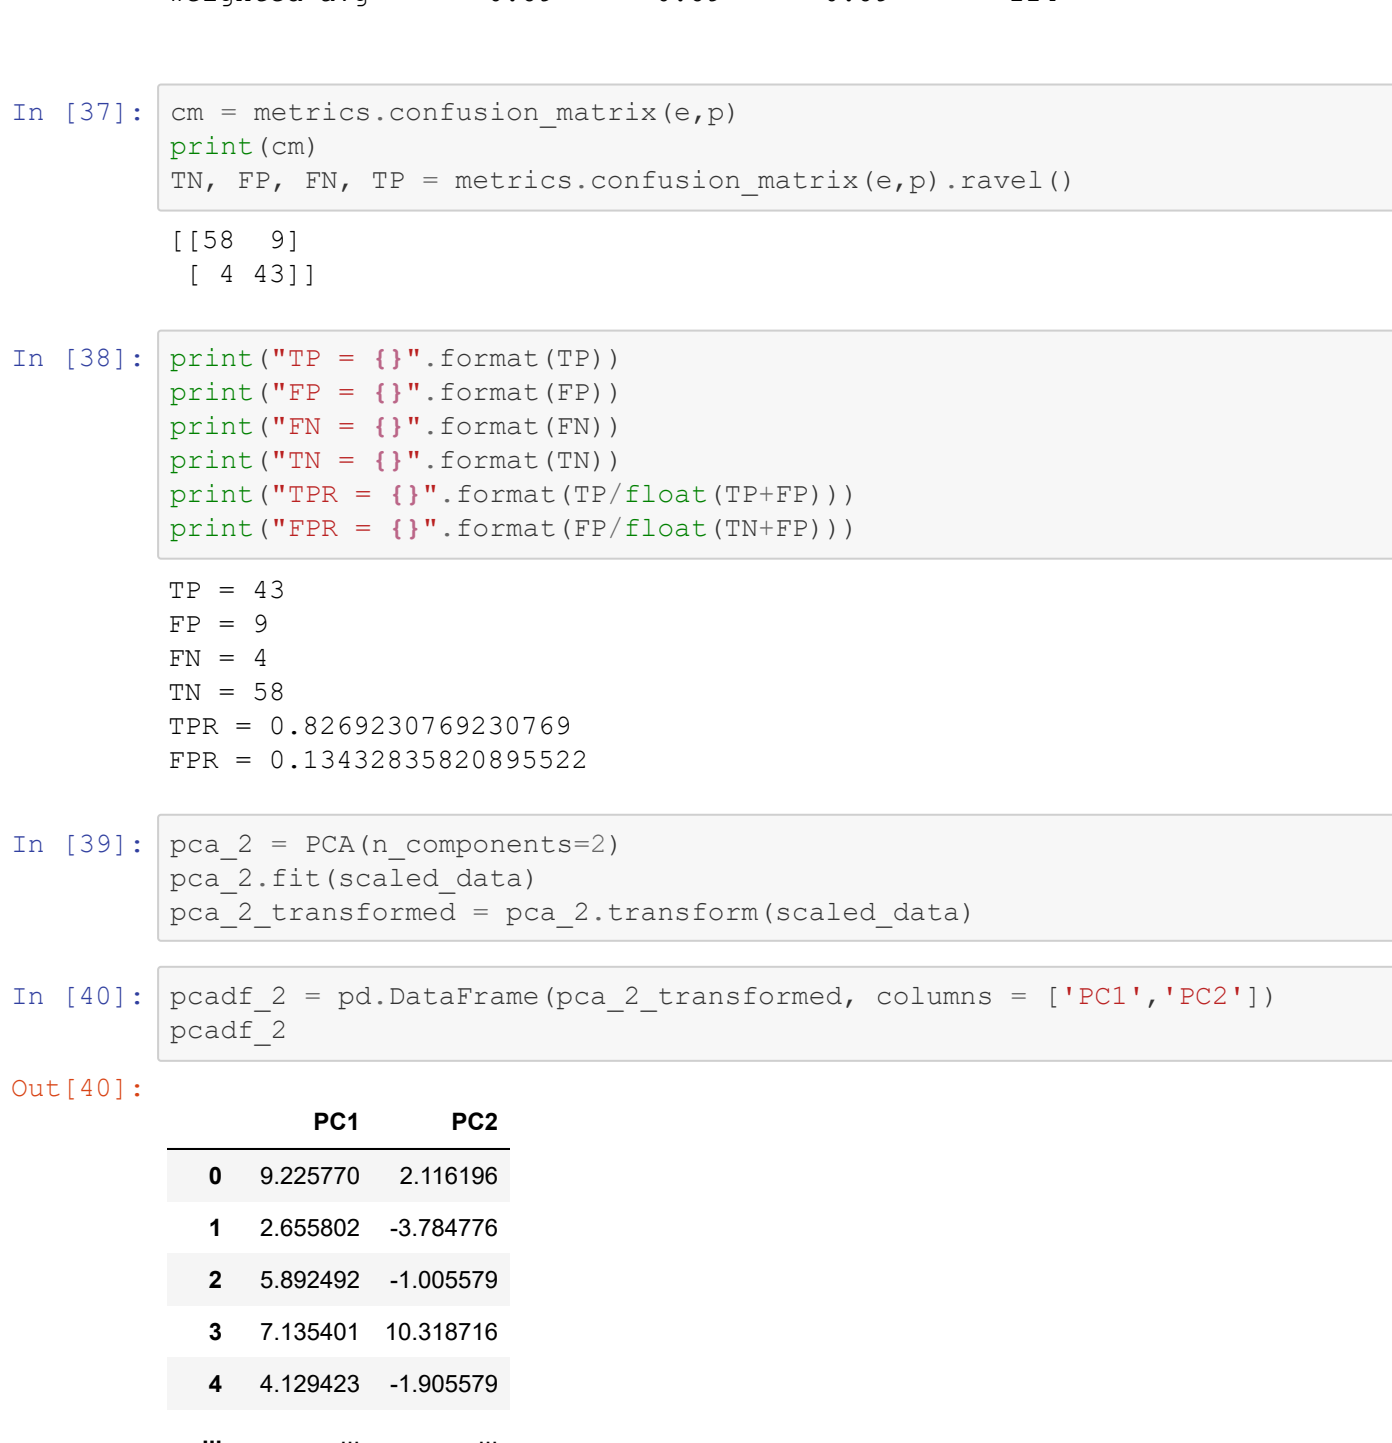 In [37]: cm = metrics.confusion_matrix(e,p)
print(cm)
TN, FP, FN, TP = metrics.confusion_matrix(e,p).ravel()
[[58  9]
 [ 4 43]]
In [38]: print("TP = {}".format(TP))
print("FP = {}".format(FP))
print("FN = {}".format(FN))
print("TN = {}".format(TN))
print("TPR = {}".format(TP/float(TP+FP)))
print("FPR = {}".format(FP/float(TN+FP)))
TP = 43
FP = 9
FN = 4
TN = 58
TPR = 0.8269230769230769
FPR = 0.13432835820895522
In [39]: pca_2 = PCA(n_components=2)
pca_2.fit(scaled_data)
pca_2_transformed = pca_2.transform(scaled_data)
In [40]: pcadf_2 = pd.DataFrame(pca_2_transformed, columns = ['PC1','PC2'])
pcadf_2
Out[40]:
PC1 PC2
0 9.225770 2.116196
1 2.655802 -3.784776
2 5.892492 -1.005579
3 7.135401 10.318716
4 4.129423 -1.905579
... ... ...